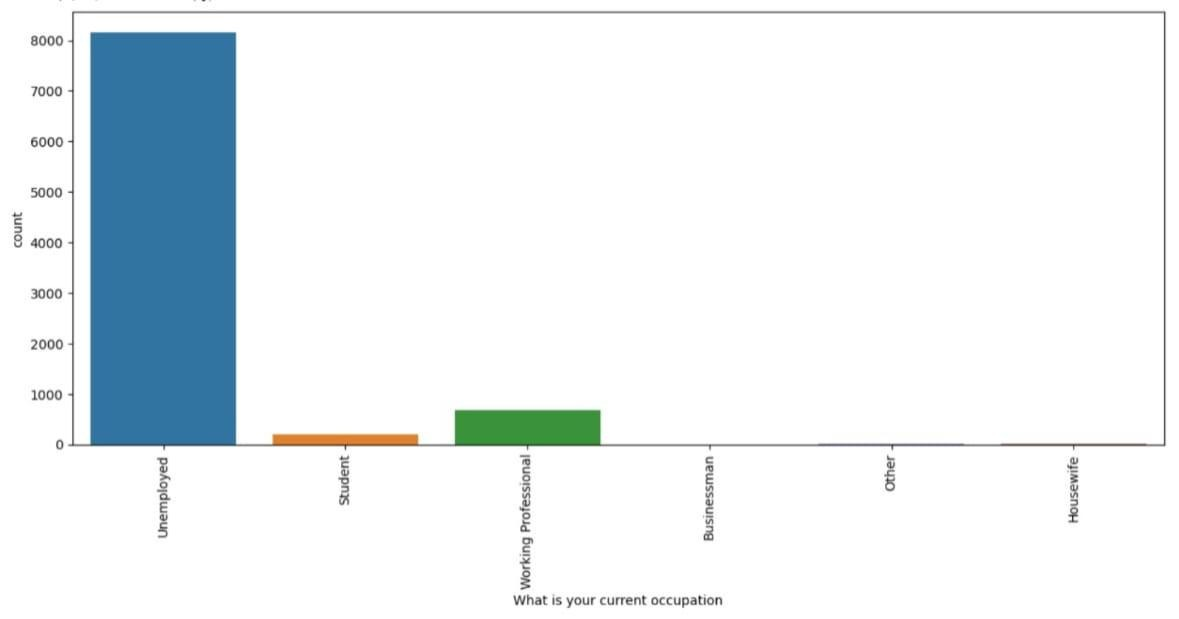 8000
7000
6000
5000
4000
3000
2000
1000
0
count
Unemployed
Student
Working Professional
Businessman
Other
Housewife
What is your current occupation